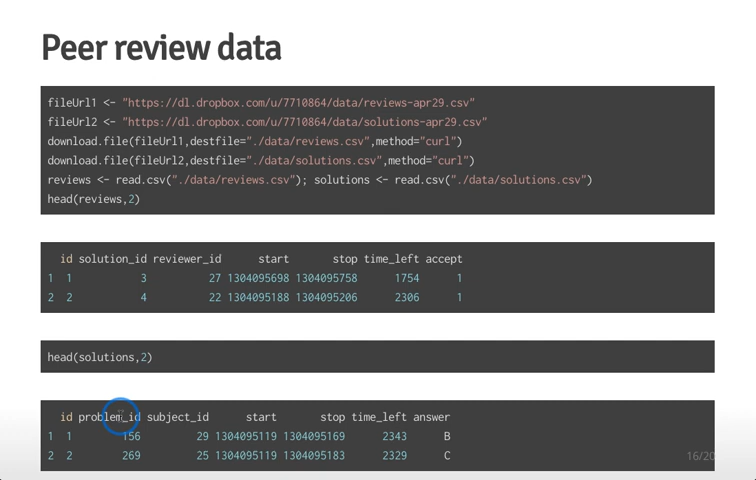 Peer review data
fileUrl1 <- "https://dl.dropbox.com/u/7710864/data/reviews-apr29.csv"
fileUrl2 <- "https://dl.dropbox.com/u/7710864/data/solutions-apr29.csv"
download.file(fileUrl1,destfile="./data/reviews.csv",method="curl")
download.file(fileUrl2,destfile="./data/solutions.csv",method="curl")
reviews <- read.csv("./data/reviews.csv"); solutions <- read.csv("./data/solutions.csv")
head(reviews,2)
id solution_id reviewer_id start stop time_left accept
1 1 3 27 1304095698 1304095758 1754 1
2 2 4 22 1304095188 1304095206 2306 1
head(solutions,2)
id problem_id subject_id start stop time_left answer
1 1 156 29 1304095119 1304095169 2343 B
2 2 269 25 1304095119 1304095183 2329 C
16/20